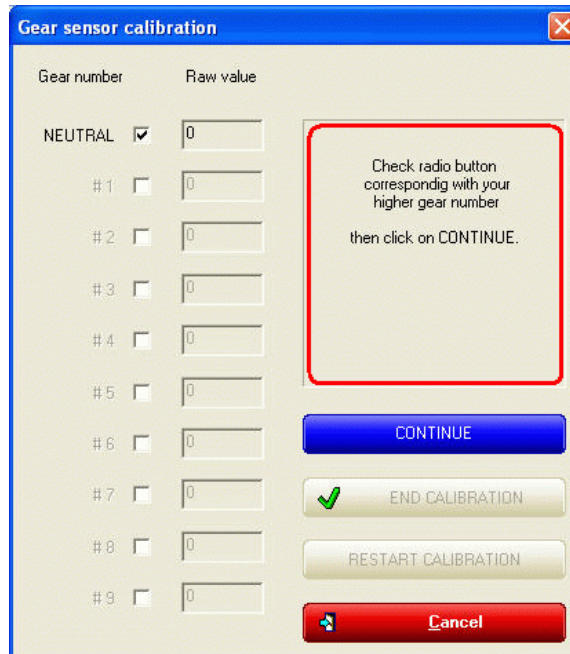 Gear sensor calibration
Gear number Raw value
NEUTRAL 0
#1 0
#2 0
#3 0
#4 0
#5 0
#6 0
#7 0
#8 0
#9 0
Check radio button
correspondig with your
higher gear number
then click on CONTINUE.
CONTINUE
END CALIBRATION
RESTART CALIBRATION
Cancel